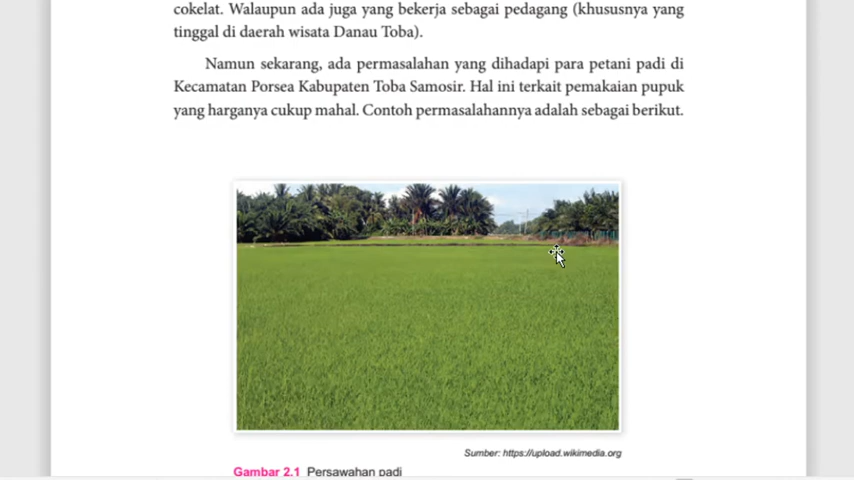 cokelat. Walaupun ada juga yang bekerja sebagai pedagang (khususnya yang
tinggal di daerah wisata Danau Toba).
Namun sekarang, ada permasalahan yang dihadapi para petani padi di
Kecamatan Porsea Kabupaten Toba Samosir. Hal ini terkait pemakaian pupuk
yang harganya cukup mahal. Contoh permasalahannya adalah sebagai berikut.
Sumber: https://upload.wikimedia.org
Gambar 2.1 Persawahan padi